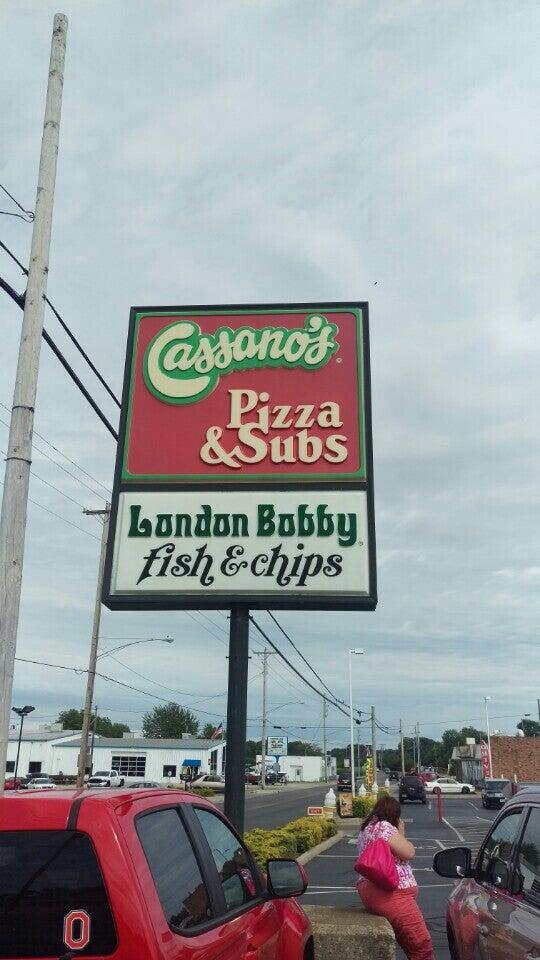 Cassano's
Pizza
& Subs
London Bobby
fish & chips
O